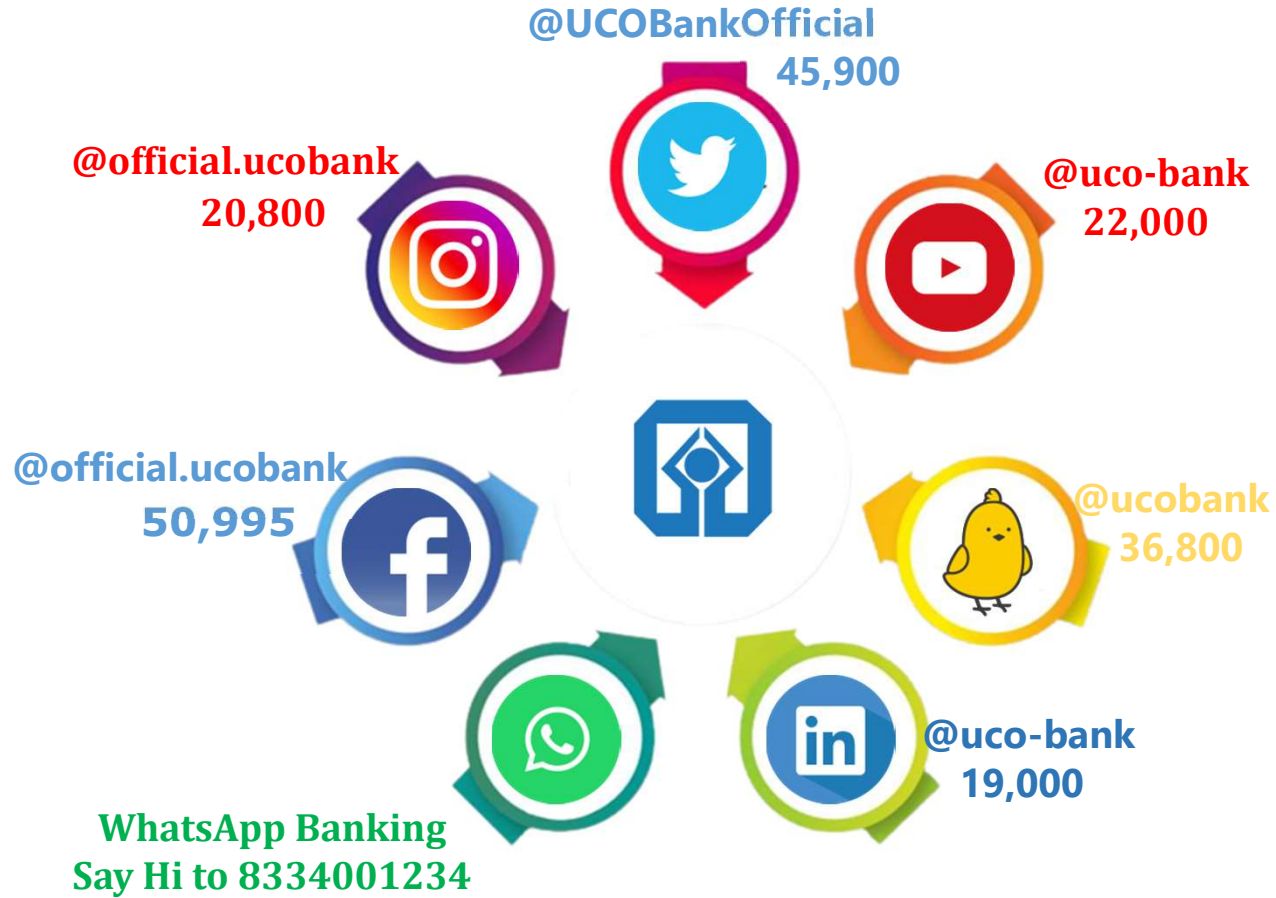 @UCOBankOfficial
45,900
@official.ucobank
20,800
@uco-bank
22,000
@official.ucobank
50,995
@ucobank
36,800
in
@uco-bank
19,000
WhatsApp Banking
Say Hi to 8334001234